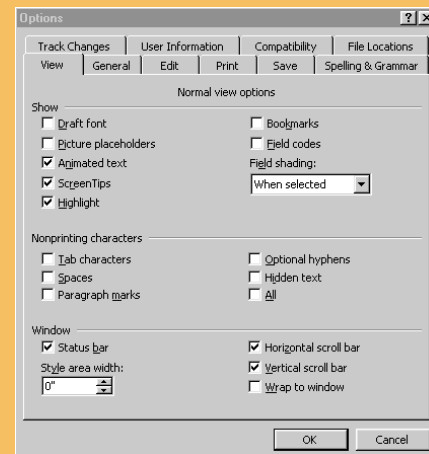 Options
Track Changes User Information Compatibility File Locations
View General Edit Print Save Spelling & Grammar
Normal view options
Show
Draft font Bookmarks
Picture placeholders Field codes
Animated text Field shading:
ScreenTips When selected
Highlight
Nonprinting characters
Tab characters Optional hyphens
Spaces Hidden text
Paragraph marks All
Window
Status bar Horizontal scroll bar
Style area width: Vertical scroll bar
0" Wrap to window
OK Cancel